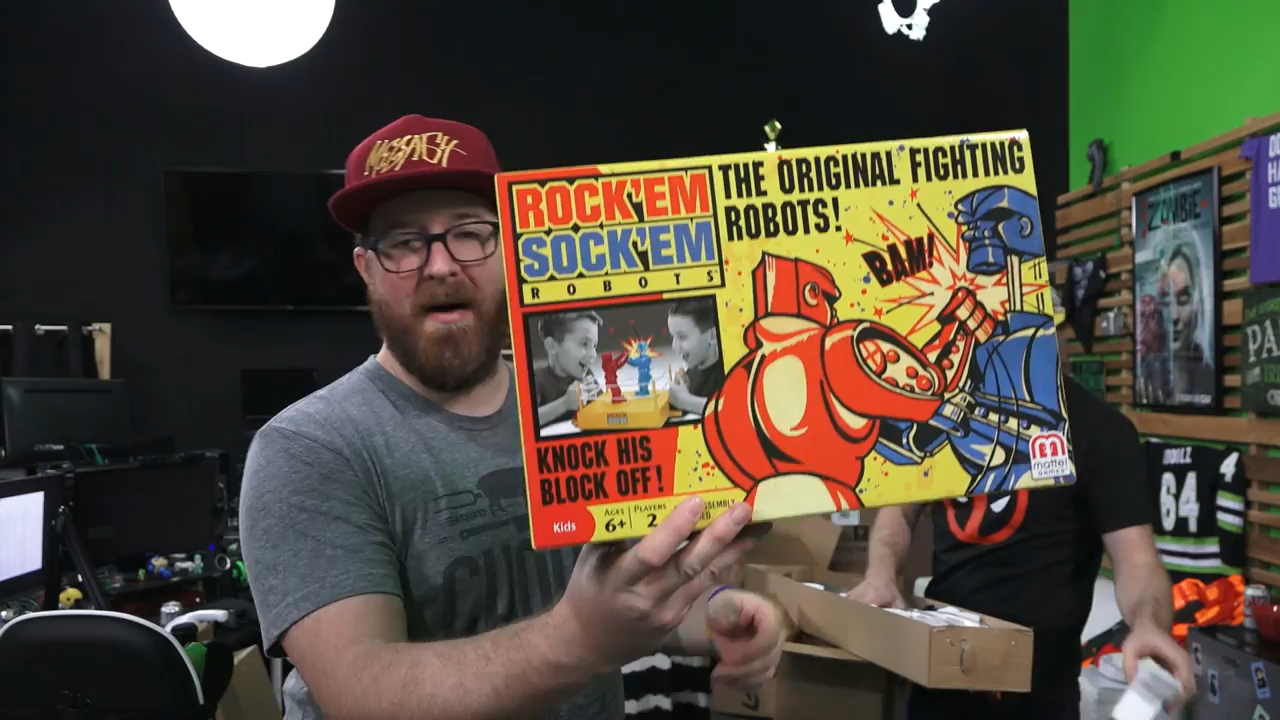 ROCK'EM
SOCK'EM
ROBOTS
THE ORIGINAL FIGHTING
ROBOTS!
BAM!
KNOCK HIS
BLOCK OFF!
Kids
AGES
6+
PLAYERS
2
mattel
games
ZOMBIE
64
4